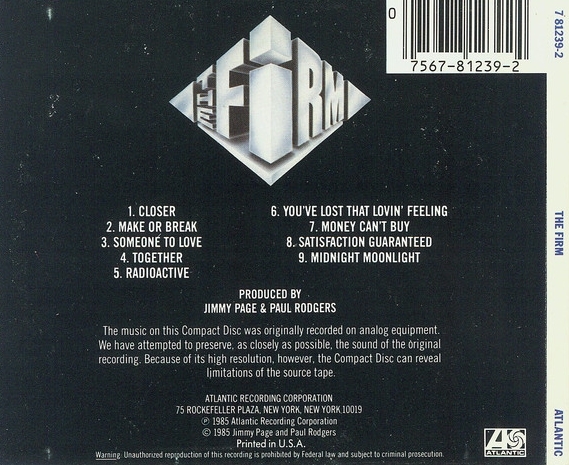 0
7567-81239-2
7 81239-2
THE FiRM
1. CLOSER
2. MAKE OR BREAK
3. SOMEONE TO LOVE
4. TOGETHER
5. RADIOACTIVE
6. YOU'VE LOST THAT LOVIN' FEELING
7. MONEY CAN'T BUY
8. SATISFACTION GUARANTEED
9. MIDNIGHT MOONLIGHT
PRODUCED BY
JIMMY PAGE & PAUL RODGERS
The music on this Compact Disc was originally recorded on analog equipment.
We have attempted to preserve, as closely as possible, the sound of the original
recording. Because of its high resolution, however, the Compact Disc can reveal
limitations of the source tape.
ATLANTIC RECORDING CORPORATION
75 ROCKEFELLER PLAZA, NEW YORK, NEW YORK 10019
℗ 1985 Atlantic Recording Corporation
© 1985 Jimmy Page and Paul Rodgers
Printed in U.S.A.
Warning: Unauthorized reproduction of this recording is prohibited by Federal law and subject to criminal prosecution.
ATLANTIC
THE FIRM
ATLANTIC